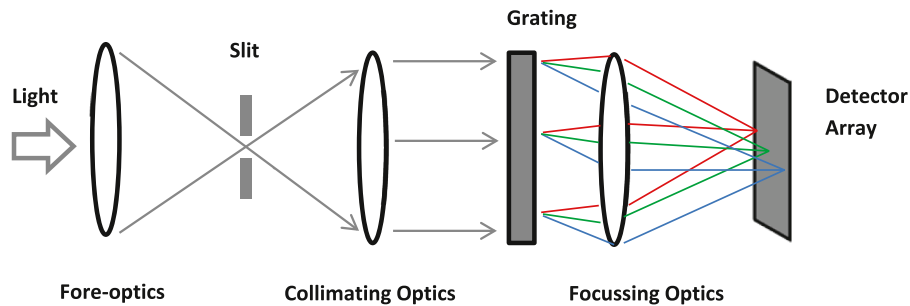 Grating
Slit
Light
Detector
Array
Fore-optics
Collimating Optics
Focussing Optics